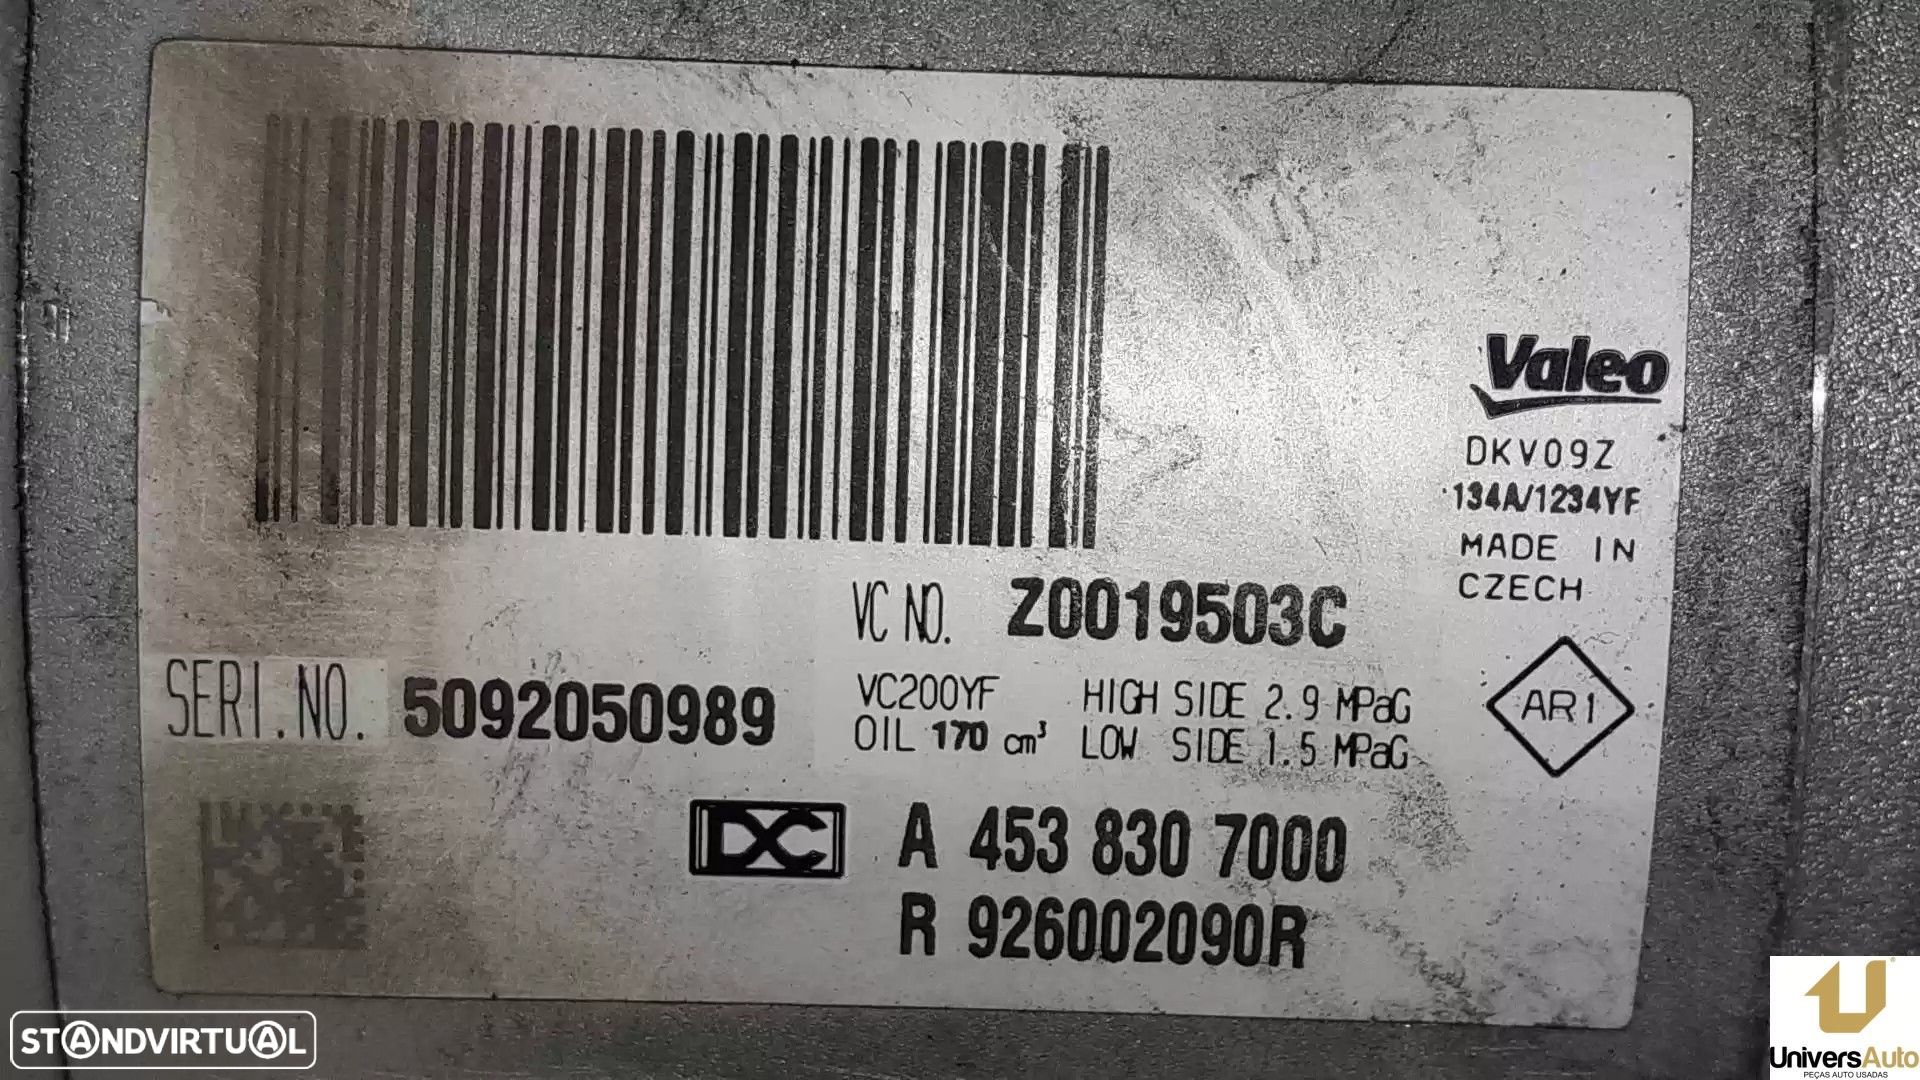 Valeo
DKV09Z
134A/1234YF
MADE IN
CZECH
VC NO. Z0019503C
SERI.NO. 5092050989
VC200YF HIGH SIDE 2.9 MPaG
OIL 170 cm³ LOW SIDE 1.5 MPaG
AR1
DC A 453 830 7000
R 926002090R
STANDVIRTUAL
UniversAuto
PEÇAS AUTO USADAS